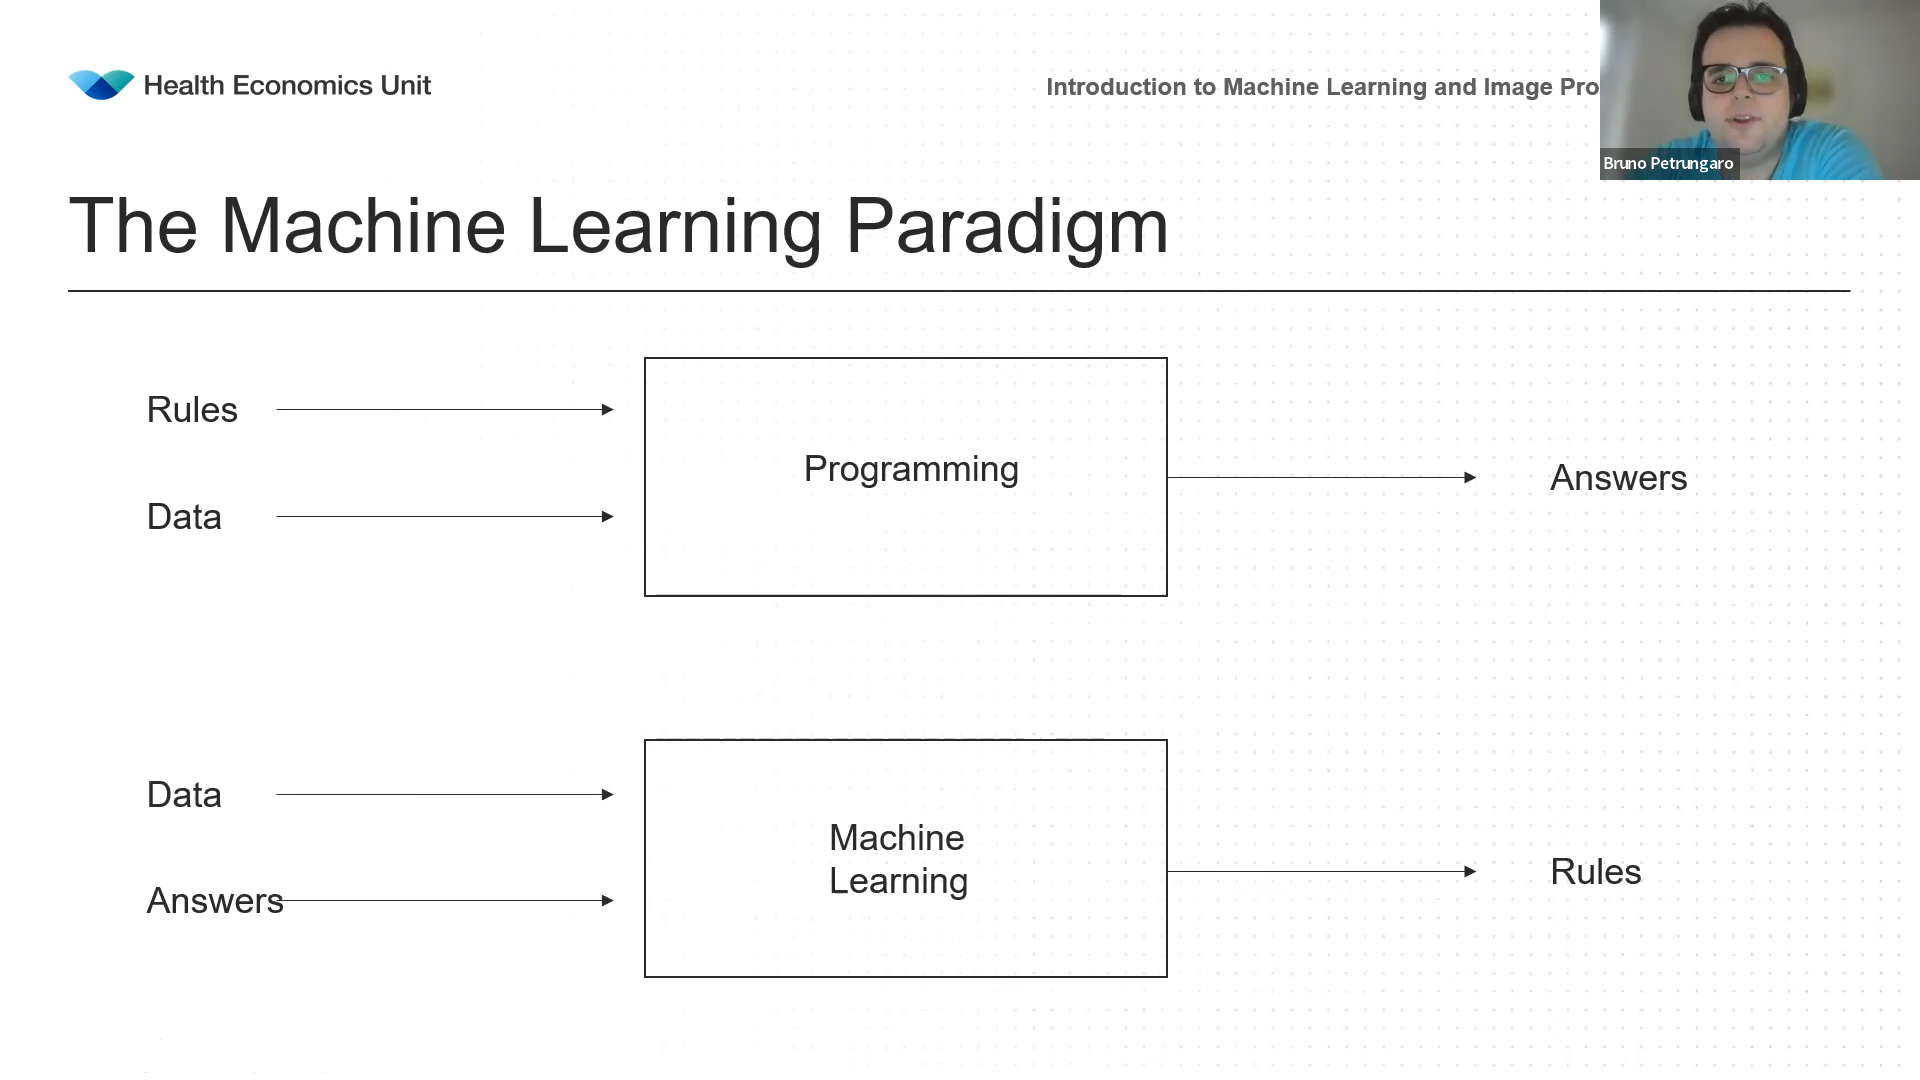 Health Economics Unit
Introduction to Machine Learning and Image Pro
Bruno Petrungaro
The Machine Learning Paradigm
Rules
Data
Programming
Answers
Data
Answers
Machine
Learning
Rules